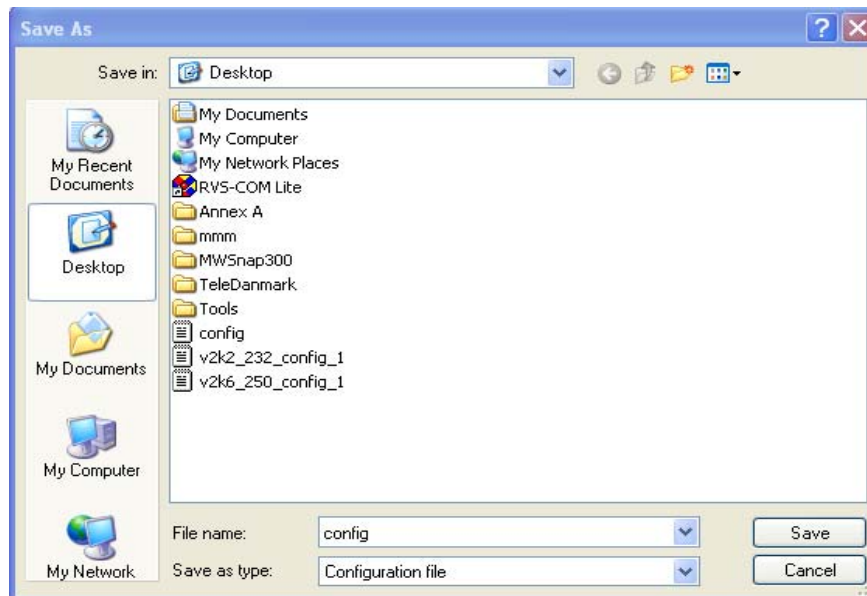 Save As
Save in:
Desktop
My Recent
Documents
Desktop
My Documents
My Computer
My Network
My Documents
My Computer
My Network Places
RVS-COM Lite
Annex A
mmm
MWSnap300
TeleDanmark
Tools
config
v2k2_232_config_1
v2k6_250_config_1
File name:
config
Save
Save as type:
Configuration file
Cancel